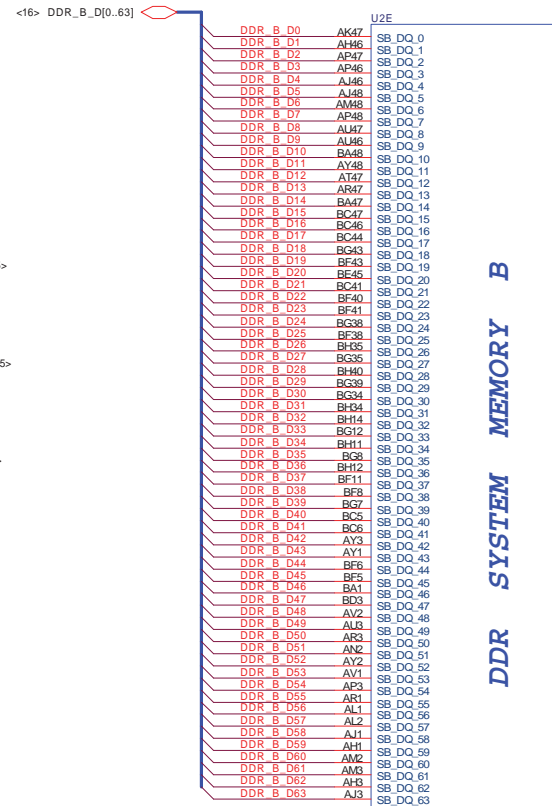 <16> DDR_B_D[0..63]
U2E
DDR_B_D0 AK47 SB_DQ_0
DDR_B_D1 AH46 SB_DQ_1
DDR_B_D2 AP47 SB_DQ_2
DDR_B_D3 AP46 SB_DQ_3
DDR_B_D4 AJ46 SB_DQ_4
DDR_B_D5 AJ48 SB_DQ_5
DDR_B_D6 AM48 SB_DQ_6
DDR_B_D7 AP48 SB_DQ_7
DDR_B_D8 AU47 SB_DQ_8
DDR_B_D9 AU46 SB_DQ_9
DDR_B_D10 BA48 SB_DQ_10
DDR_B_D11 AY48 SB_DQ_11
DDR_B_D12 AT47 SB_DQ_12
DDR_B_D13 AR47 SB_DQ_13
DDR_B_D14 BA47 SB_DQ_14
DDR_B_D15 BC47 SB_DQ_15
DDR_B_D16 BC46 SB_DQ_16
DDR_B_D17 BC44 SB_DQ_17
DDR_B_D18 BG43 SB_DQ_18
DDR_B_D19 BF43 SB_DQ_19
DDR_B_D20 BE45 SB_DQ_20
DDR_B_D21 BC41 SB_DQ_21
DDR_B_D22 BF40 SB_DQ_22
DDR_B_D23 BF41 SB_DQ_23
DDR_B_D24 BG38 SB_DQ_24
DDR_B_D25 BF38 SB_DQ_25
DDR_B_D26 BH35 SB_DQ_26
DDR_B_D27 BG35 SB_DQ_27
DDR_B_D28 BH40 SB_DQ_28
DDR_B_D29 BG39 SB_DQ_29
DDR_B_D30 BG34 SB_DQ_30
DDR_B_D31 BH34 SB_DQ_31
DDR_B_D32 BH14 SB_DQ_32
DDR_B_D33 BG12 SB_DQ_33
DDR_B_D34 BH11 SB_DQ_34
DDR_B_D35 BG8 SB_DQ_35
DDR_B_D36 BH12 SB_DQ_36
DDR_B_D37 BF11 SB_DQ_37
DDR_B_D38 BF8 SB_DQ_38
DDR_B_D39 BG7 SB_DQ_39
DDR_B_D40 BC5 SB_DQ_40
DDR_B_D41 BC6 SB_DQ_41
DDR_B_D42 AY3 SB_DQ_42
DDR_B_D43 AY1 SB_DQ_43
DDR_B_D44 BF6 SB_DQ_44
DDR_B_D45 BF5 SB_DQ_45
DDR_B_D46 BA1 SB_DQ_46
DDR_B_D47 BD3 SB_DQ_47
DDR_B_D48 AV2 SB_DQ_48
DDR_B_D49 AU3 SB_DQ_49
DDR_B_D50 AR3 SB_DQ_50
DDR_B_D51 AN2 SB_DQ_51
DDR_B_D52 AY2 SB_DQ_52
DDR_B_D53 AV1 SB_DQ_53
DDR_B_D54 AP3 SB_DQ_54
DDR_B_D55 AR1 SB_DQ_55
DDR_B_D56 AL1 SB_DQ_56
DDR_B_D57 AL2 SB_DQ_57
DDR_B_D58 AJ1 SB_DQ_58
DDR_B_D59 AH1 SB_DQ_59
DDR_B_D60 AM2 SB_DQ_60
DDR_B_D61 AM3 SB_DQ_61
DDR_B_D62 AH3 SB_DQ_62
DDR_B_D63 AJ3 SB_DQ_63
DDR SYSTEM MEMORY B
>
5>